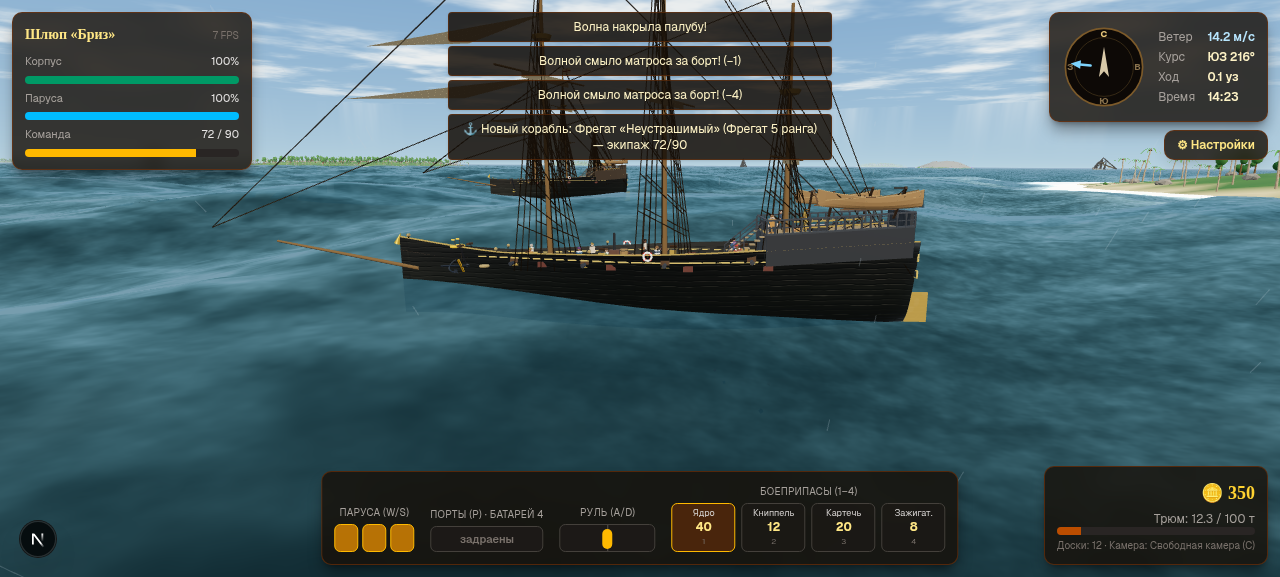 Шлюп «Бриз»
7 FPS
Корпус
100%
Паруса
100%
Команда
72 / 90
Волна накрыла палубу!
Волной смыло матроса за борт! (−1)
Волной смыло матроса за борт! (−4)
⚓ Новый корабль: Фрегат «Неустрашимый» (Фрегат 5 ранга)
— экипаж 72/90
С
З
В
Ю
Ветер 14.2 м/с
Курс ЮЗ 216°
Ход 0.1 уз
Время 14:23
⚙ Настройки
N
ПАРУСА (W/S)
ПОРТЫ (P) · БАТАРЕЙ 4
задраены
РУЛЬ (A/D)
БОЕПРИПАСЫ (1–4)
Ядро
40
1
Книппель
12
2
Картечь
20
3
Зажигат.
8
4
350
Трюм: 12.3 / 100 т
Доски: 12 · Камера: Свободная камера (C)